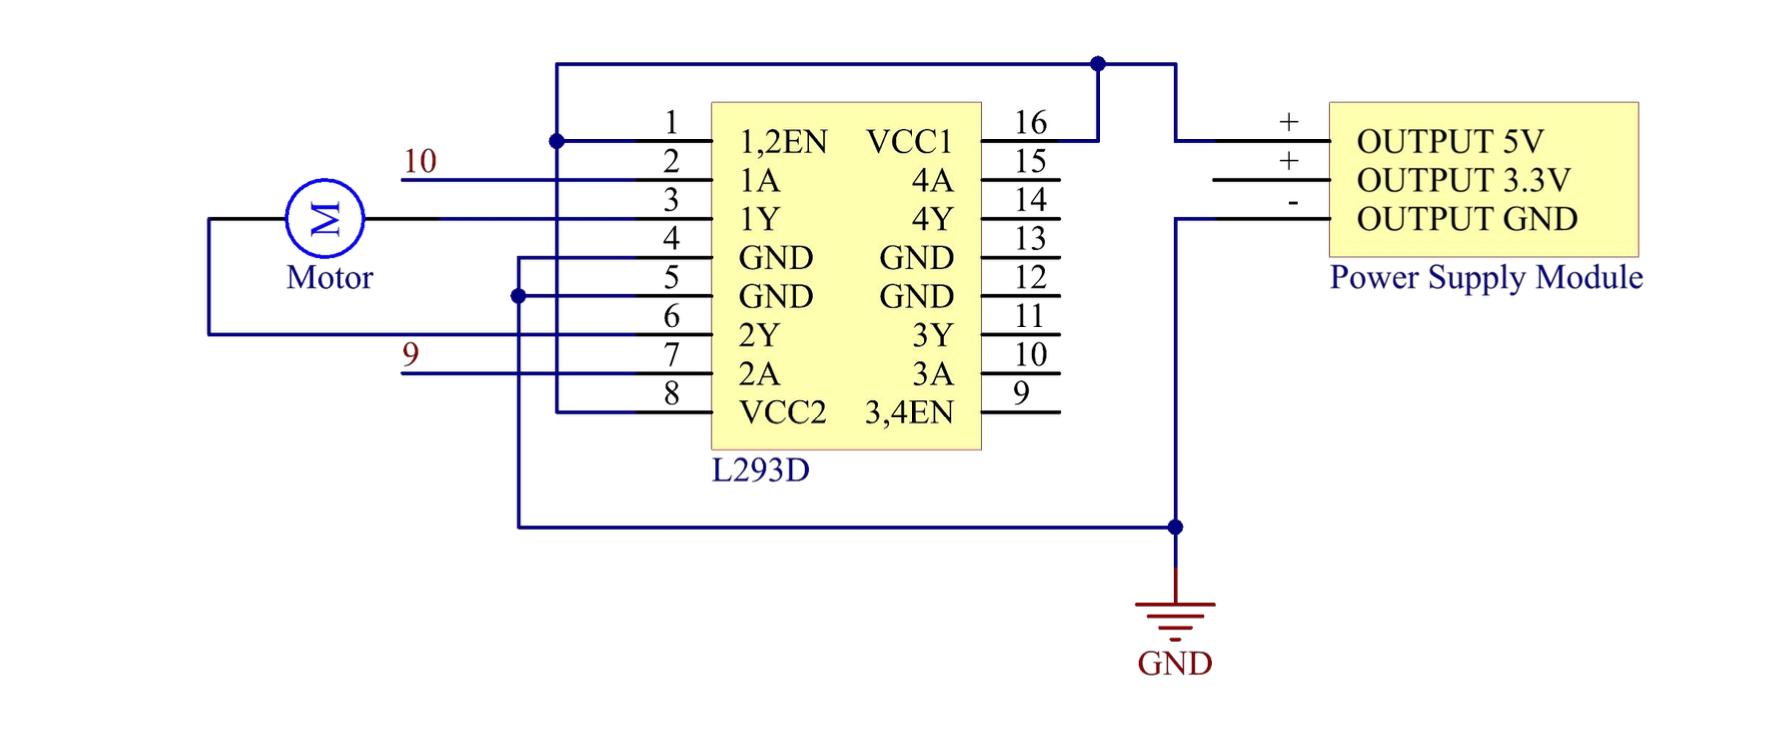 1 1,2EN VCC1 16 + OUTPUT 5V
10 2 1A 4A 15 + OUTPUT 3.3V
M 3 1Y 4Y 14 - OUTPUT GND
Motor 4 GND GND 13 Power Supply Module
5 GND GND 12
6 2Y 3Y 11
9 7 2A 3A 10
8 VCC2 3,4EN 9
L293D
GND